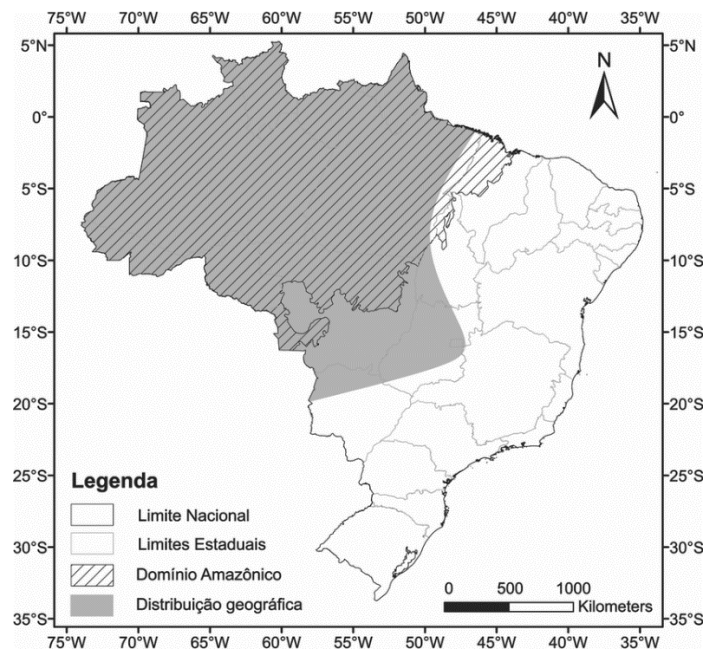 75°W 70°W 65°W 60°W 55°W 50°W 45°W 40°W 35°W
5°N 5°N
N
0° 0°
5°S 5°S
10°S 10°S
15°S 15°S
20°S 20°S
25°S 25°S
Legenda
Limite Nacional
30°S 30°S
Limites Estaduais
Domínio Amazônico
0 500 1000
Distribuição geográfica
Kilometers
35°S 35°S
75°W 70°W 65°W 60°W 55°W 50°W 45°W 40°W 35°W